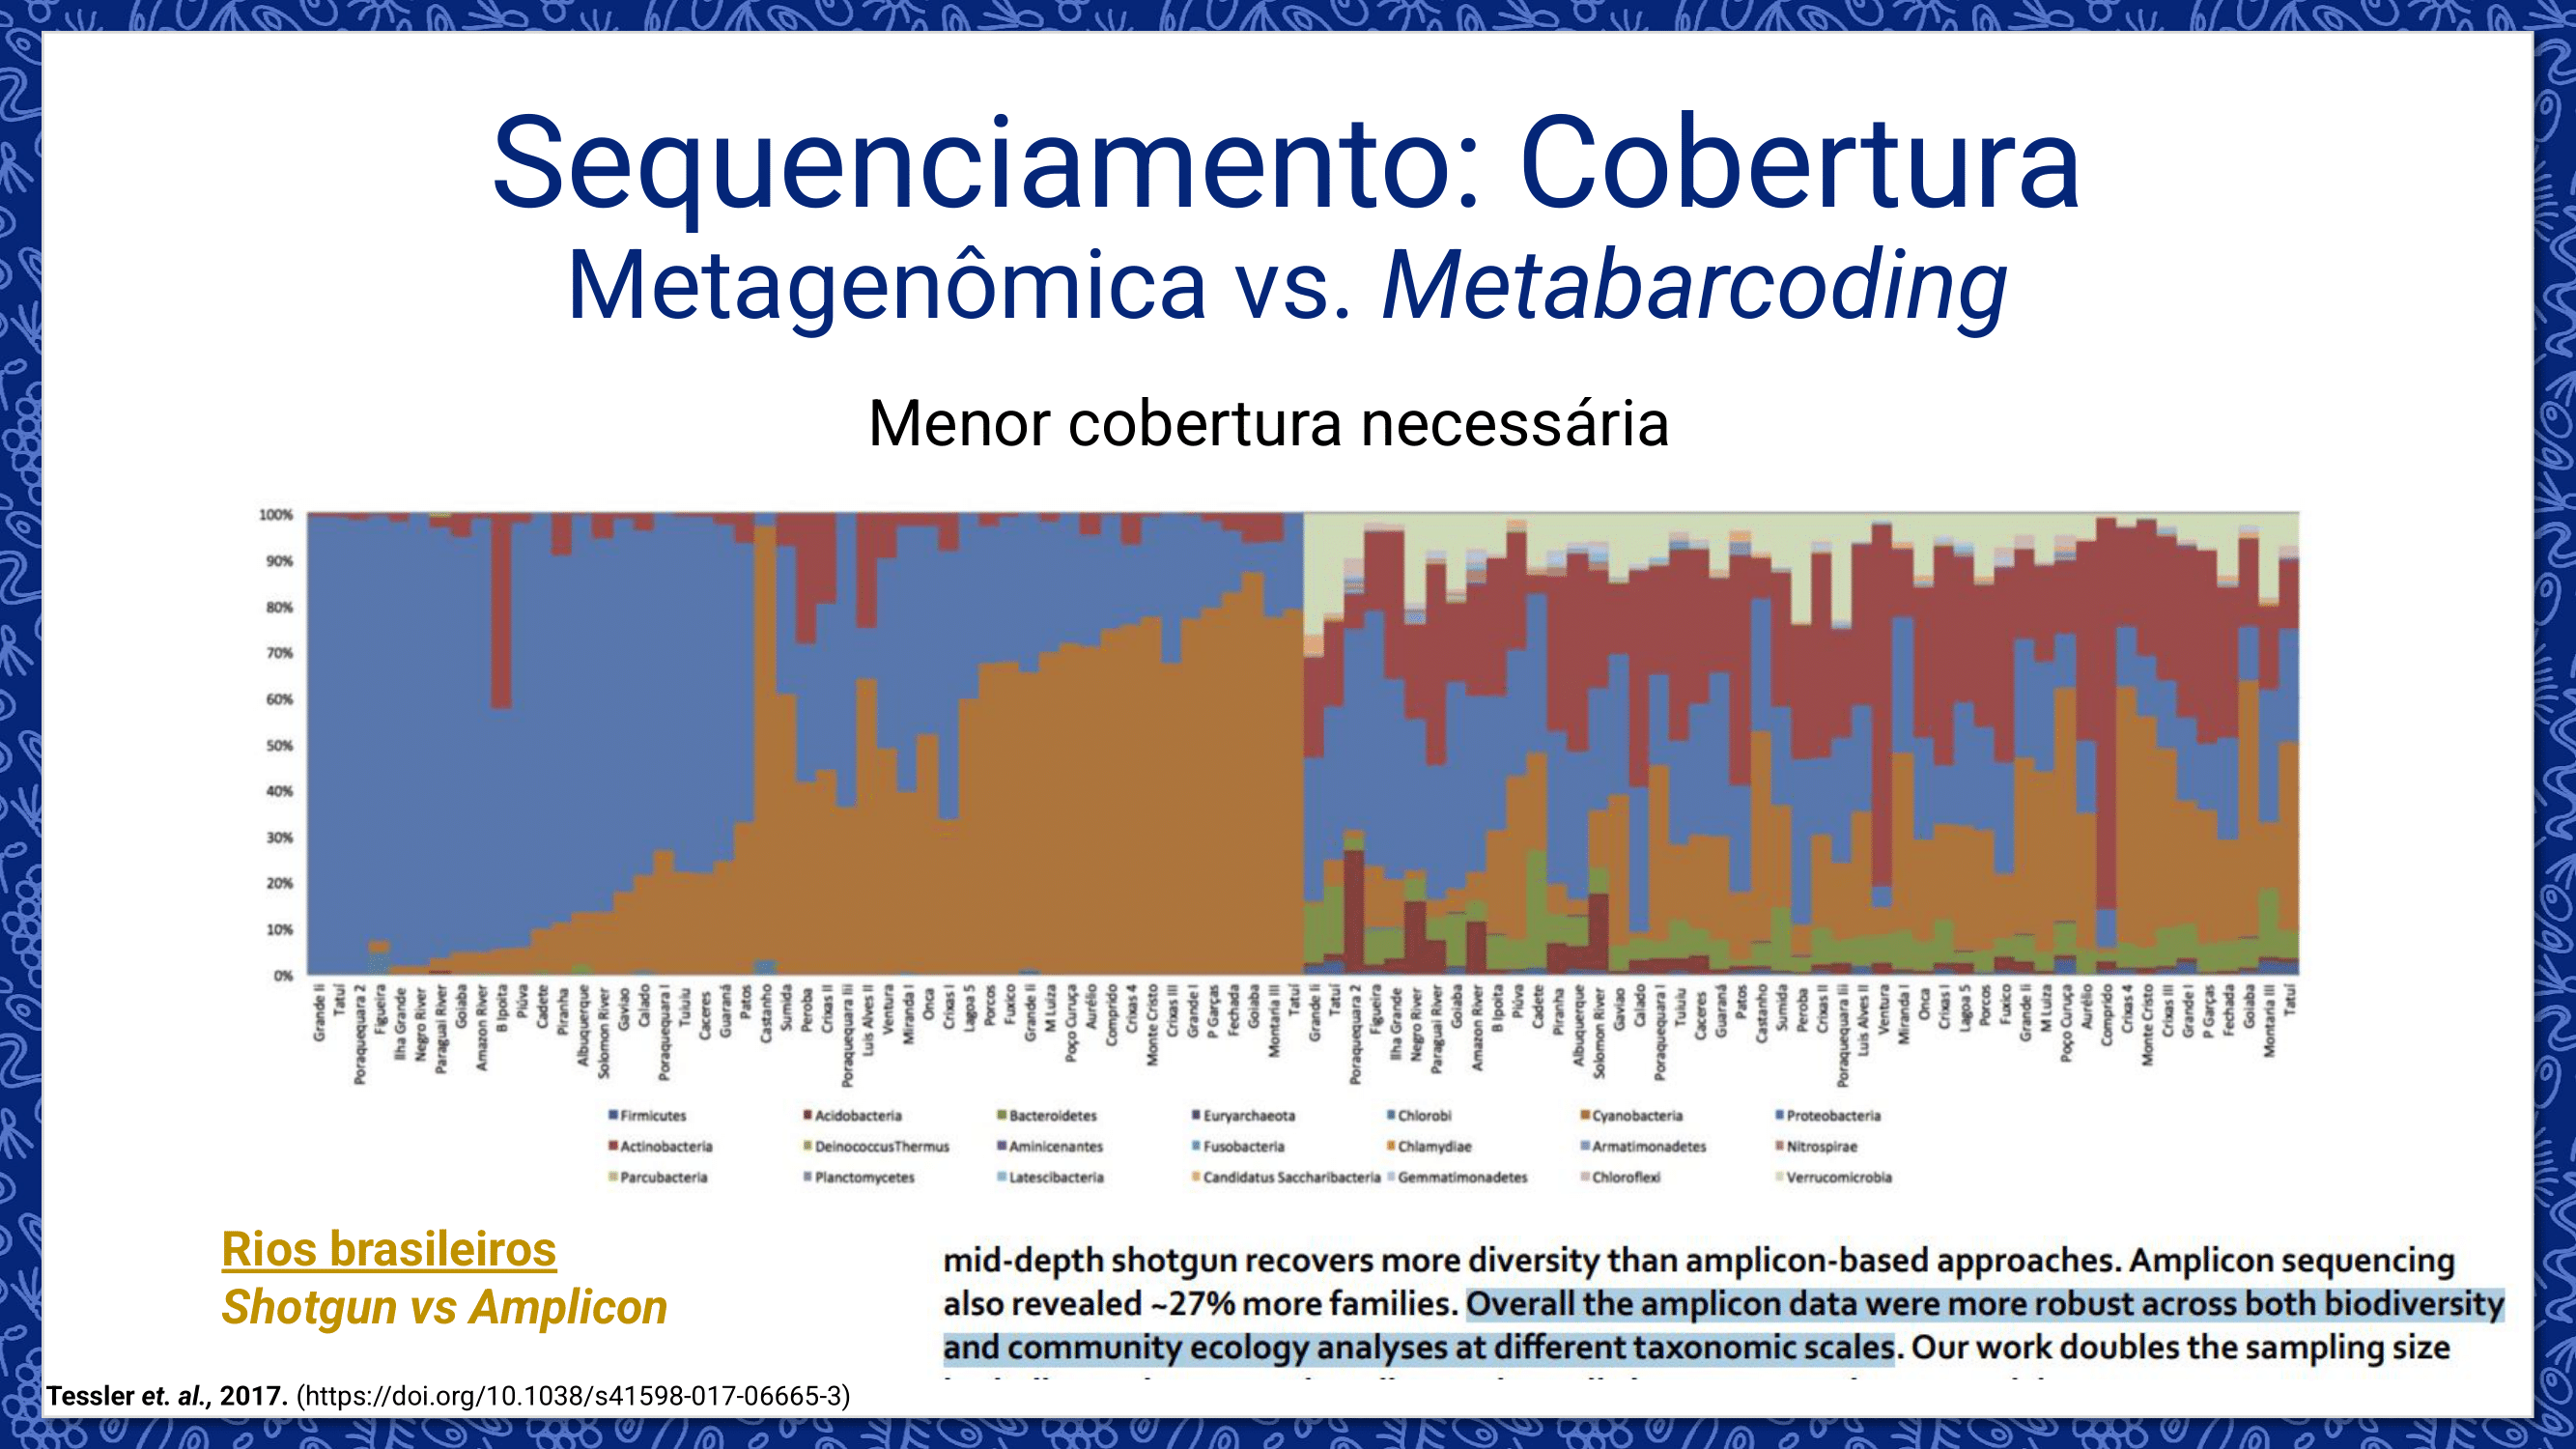 Sequenciamento: Cobertura
Metagenômica vs. Metabarcoding
Menor cobertura necessária
100%
90%
80%
70%
60%
50%
40%
30%
20%
10%
0%
Grande Ii
Tatuí
Poraquequara 2
Figueira
Ilha Grande
Negro River
Paraguai River
Goiaba
Amazon River
B Ipoita
Piúva
Cadete
Piranha
Albuquerque
Solomon River
Gaviao
Caiado
Poraquequara I
Tuiuiu
Caceres
Guaraná
Patos
Castanho
Sumida
Peroba
Crixas II
Poraquequara Iii
Luis Alves II
Ventura
Miranda I
Onca
Crixas I
Lagoa 5
Porcos
Fuxico
Grande Ii
M Luiza
Poço Curuça
Aurélio
Comprido
Crixas 4
Monte Cristo
Crixas III
Grande I
P Garças
Fechada
Goiaba
Montaria III
Tatuí
Grande Ii
Tatuí
Poraquequara 2
Figueira
Ilha Grande
Negro River
Paraguai River
Goiaba
Amazon River
B Ipoita
Piúva
Cadete
Piranha
Albuquerque
Solomon River
Gaviao
Caiado
Poraquequara I
Tuiuiu
Caceres
Guaraná
Patos
Castanho
Sumida
Peroba
Crixas II
Poraquequara Iii
Luis Alves II
Ventura
Miranda I
Onca
Crixas I
Lagoa 5
Porcos
Fuxico
Grande Ii
M Luiza
Poço Curuça
Aurélio
Comprido
Crixas 4
Monte Cristo
Crixas III
Grande I
P Garças
Fechada
Goiaba
Montaria III
Tatuí
Firmicutes Acidobacteria Bacteroidetes Euryarchaeota Chlorobi Cyanobacteria Proteobacteria
Actinobacteria DeinococcusThermus Aminicenantes Fusobacteria Chlamydiae Armatimonadetes Nitrospirae
Parcubacteria Planctomycetes Latescibacteria Candidatus Saccharibacteria Gemmatimonadetes Chloroflexi Verrucomicrobia
Rios brasileiros
Shotgun vs Amplicon
mid-depth shotgun recovers more diversity than amplicon-based approaches. Amplicon sequencing
also revealed ~27% more families. Overall the amplicon data were more robust across both biodiversity
and community ecology analyses at different taxonomic scales. Our work doubles the sampling size
Tessler et. al., 2017. (https://doi.org/10.1038/s41598-017-06665-3)